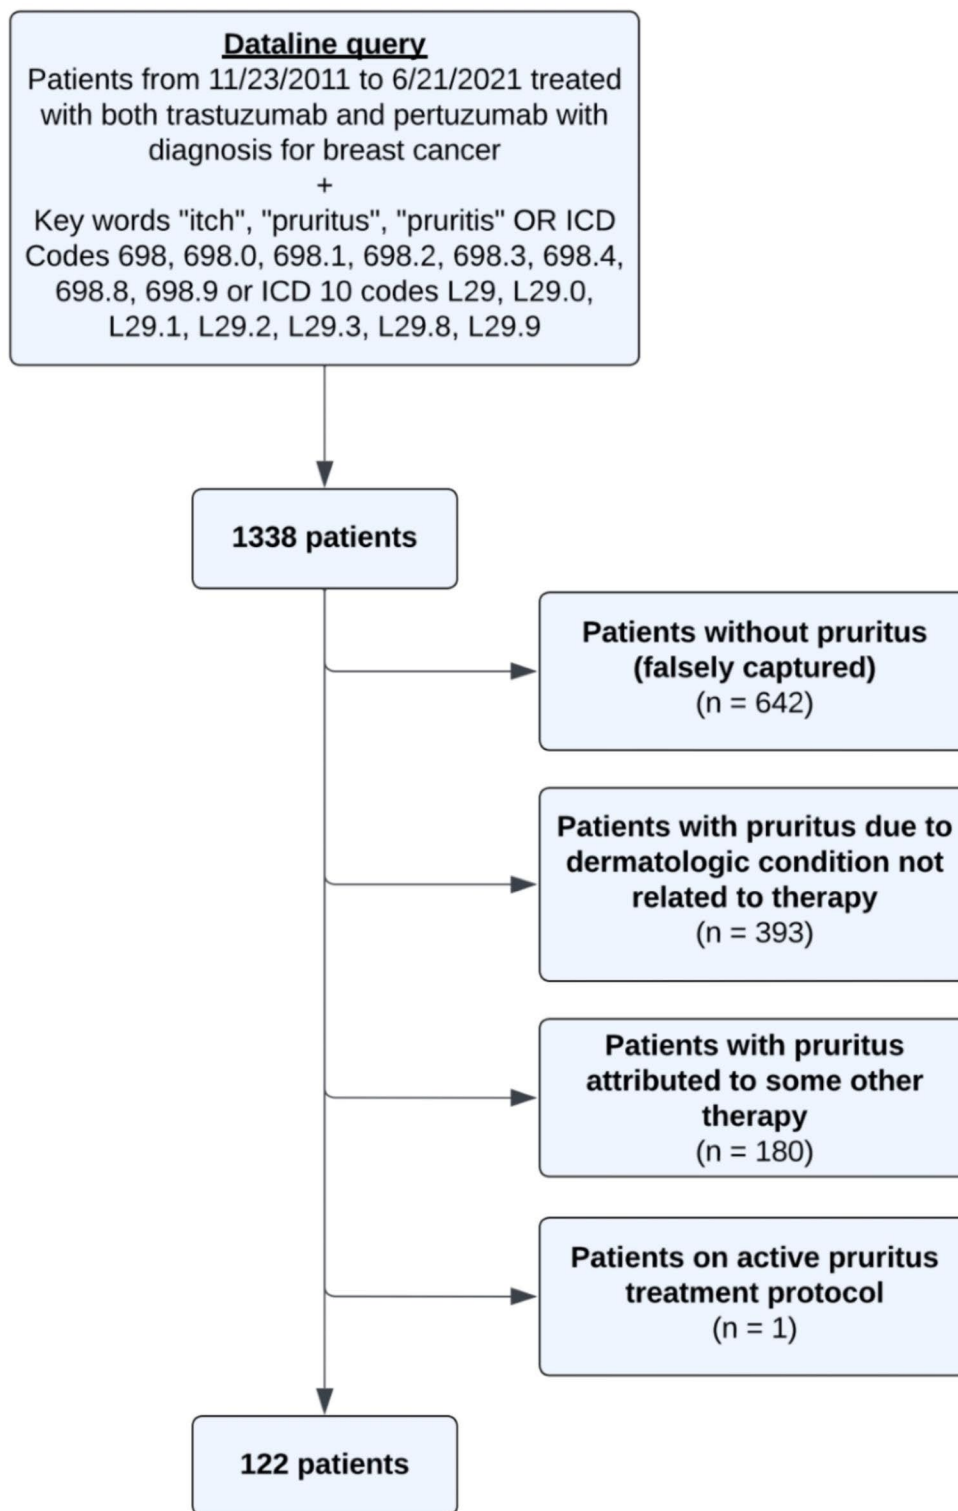 Dataline query
Patients from 11/23/2011 to 6/21/2021 treated
with both trastuzumab and pertuzumab with
diagnosis for breast cancer
+
Key words "itch", "pruritus", "pruritis" OR ICD
Codes 698, 698.0, 698.1, 698.2, 698.3, 698.4,
698.8, 698.9 or ICD 10 codes L29, L29.0,
L29.1, L29.2, L29.3, L29.8, L29.9
1338 patients
Patients without pruritus
(falsely captured)
(n = 642)
Patients with pruritus due to
dermatologic condition not
related to therapy
(n = 393)
Patients with pruritus
attributed to some other
therapy
(n = 180)
Patients on active pruritus
treatment protocol
(n = 1)
122 patients